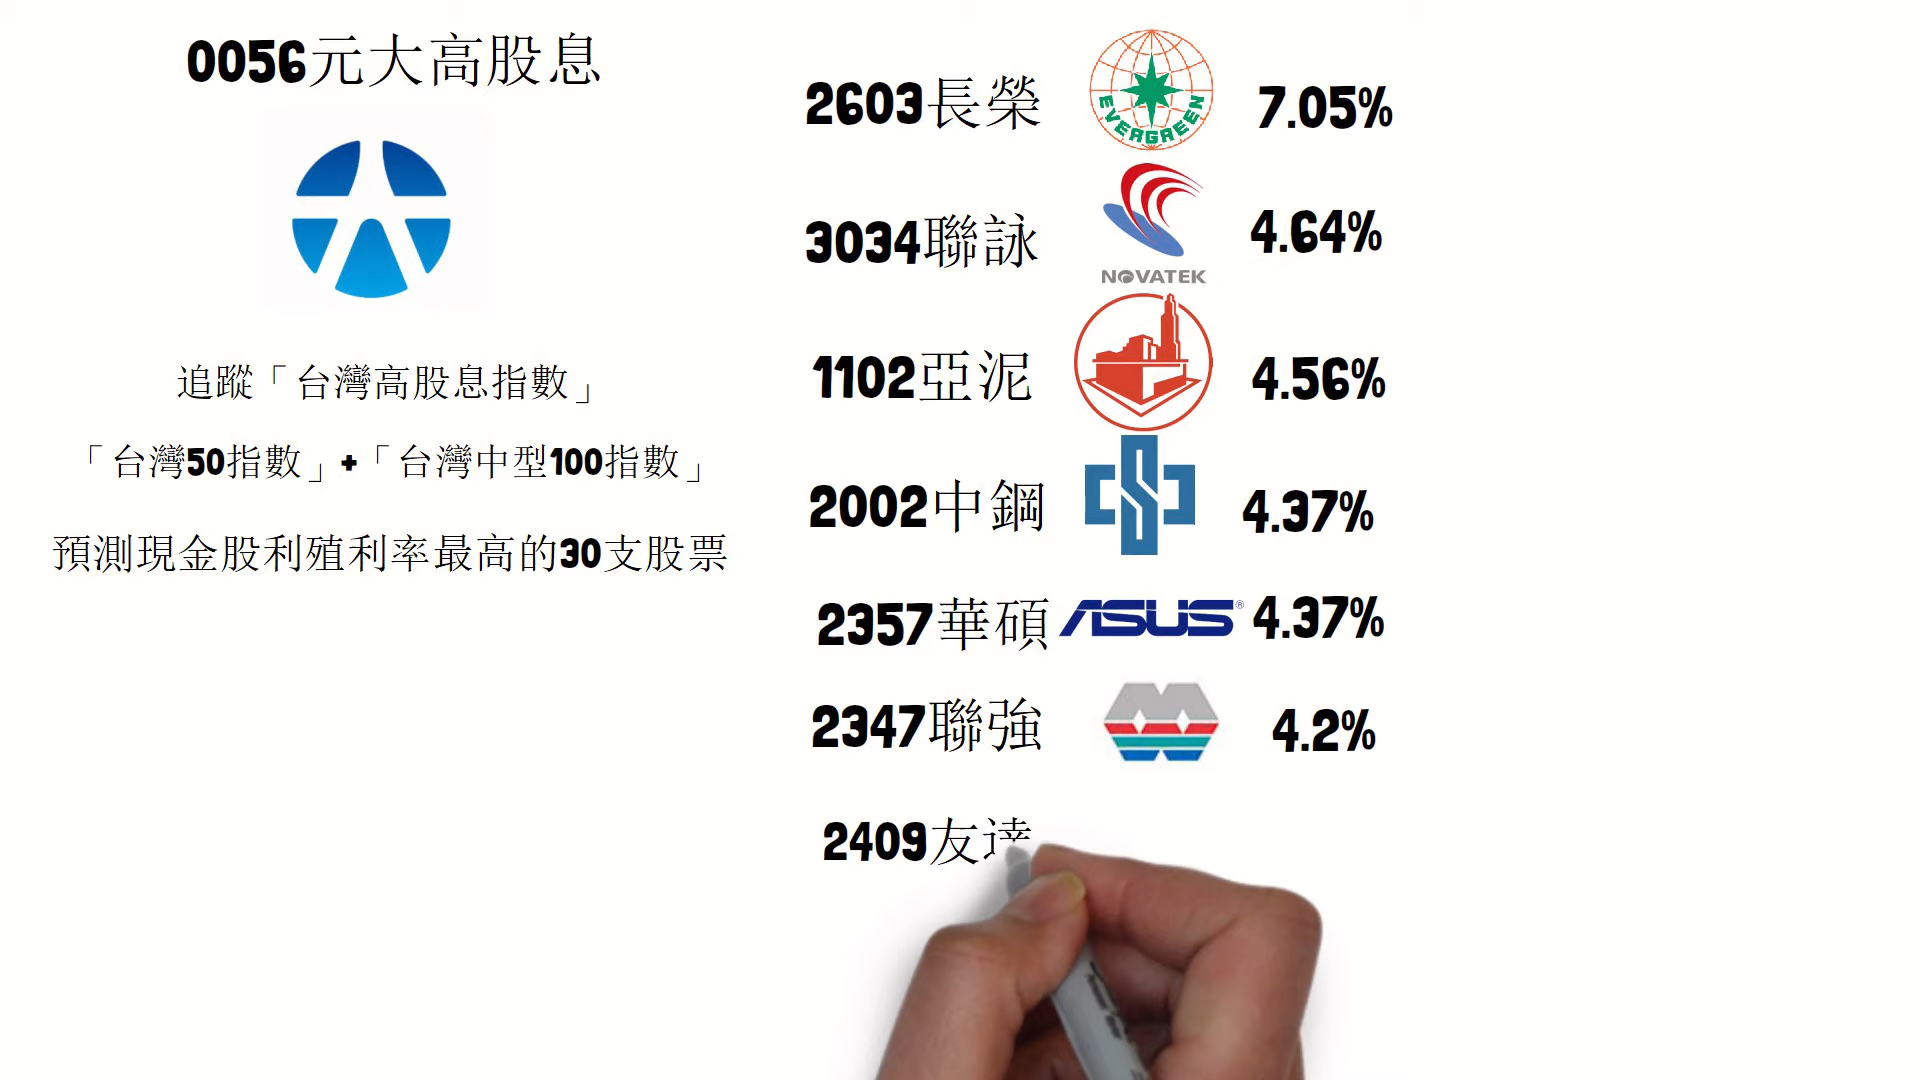 0056元大高股息
追蹤「台灣高股息指數」
「台灣50指數」+「台灣中型100指數」
預測現金股利殖利率最高的30支股票
2603長榮 EVERGREEN 7.05%
3034聯詠 NOVATEK 4.64%
1102亞泥 4.56%
2002中鋼 4.37%
2357華碩 ASUS® 4.37%
2347聯強 4.2%
2409友達